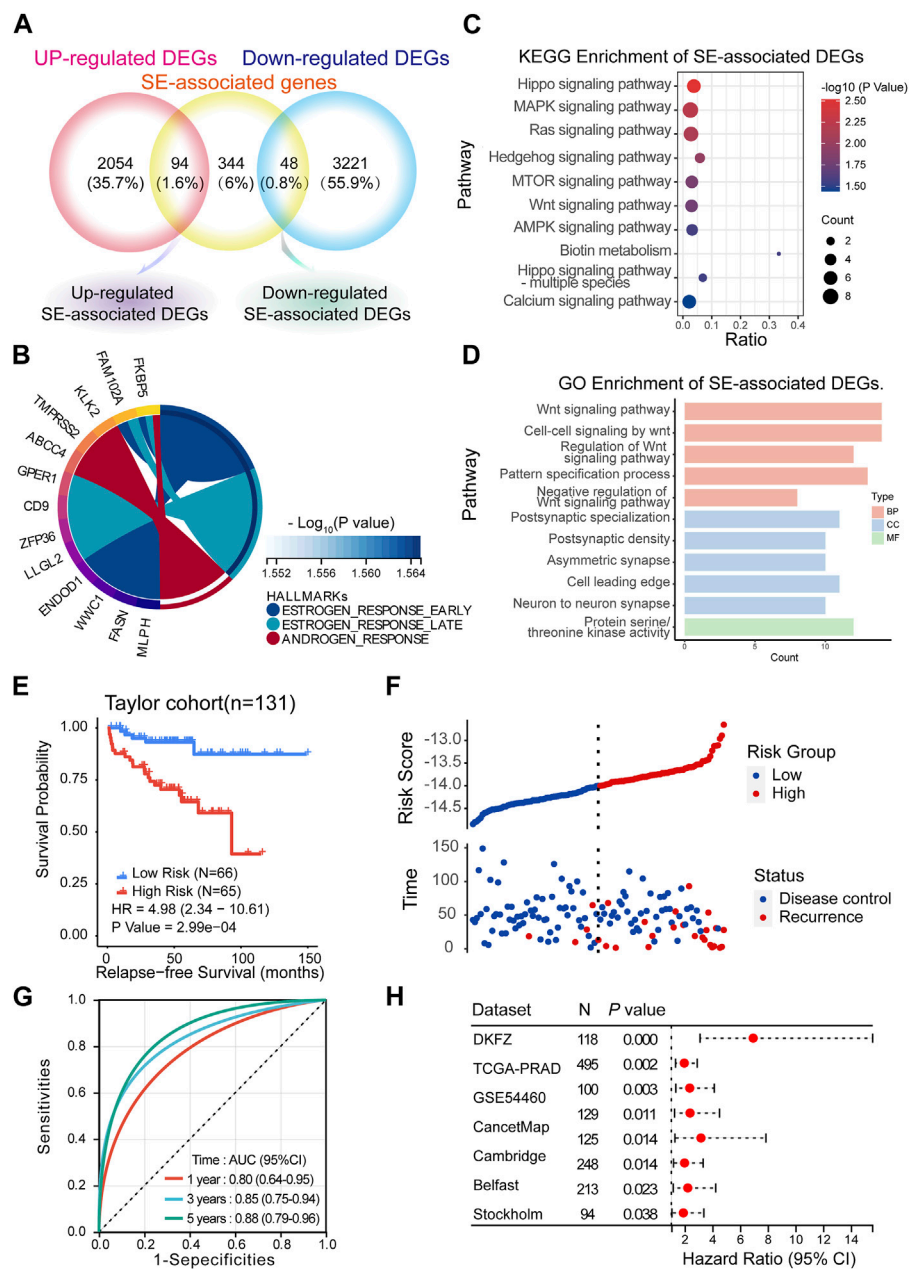 A
UP-regulated DEGs
Down-regulated DEGs
SE-associated genes
2054
(35.7%)
94
(1.6%)
344
(6%)
48
(0.8%)
3221
(55.9%)
Up-regulated
SE-associated DEGs
Down-regulated
SE-associated DEGs
B
FKBP5
FAM102A
KLK2
TMPRSS2
ABCC4
GPER1
CD9
ZFP36
LLGL2
ENDOD1
WWC1
FASN
MLPH
- Log10(P value)
1.552 1.556 1.560 1.564
HALLMARKs
ESTROGEN_RESPONSE_EARLY
ESTROGEN_RESPONSE_LATE
ANDROGEN_RESPONSE
C
KEGG Enrichment of SE-associated DEGs
Pathway
Hippo signaling pathway
MAPK signaling pathway
Ras signaling pathway
Hedgehog signaling pathway
MTOR signaling pathway
Wnt signaling pathway
AMPK signaling pathway
Biotin metabolism
Hippo signaling pathway
- multiple species
Calcium signaling pathway
0.0 0.1 0.2 0.3 0.4
Ratio
-log10 (P Value)
2.50
2.25
2.00
1.75
1.50
Count
2
4
6
8
D
GO Enrichment of SE-associated DEGs.
Pathway
Wnt signaling pathway
Cell-cell signaling by wnt
Regulation of Wnt
signaling pathway
Pattern specification process
Negative regulation of
Wnt signaling pathway
Postsynaptic specialization
Postsynaptic density
Asymmetric synapse
Cell leading edge
Neuron to neuron synapse
Protein serine/
threonine kinase activity
0 5 10
Count
Type
BP
CC
MF
E
Taylor cohort(n=131)
Survival Probability
1.00
0.75
0.50
0.25
0.00
Low Risk (N=66)
High Risk (N=65)
HR = 4.98 (2.34 − 10.61)
P Value = 2.99e−04
0 50 100 150
Relapse-free Survival (months)
F
Risk Score
-13.0
-13.5
-14.0
-14.5
Risk Group
Low
High
Time
150
100
50
0
Status
Disease control
Recurrence
G
Sensitivities
1.0
0.8
0.6
0.4
0.2
0.0
Time : AUC (95%CI)
1 year : 0.80 (0.64-0.95)
3 years : 0.85 (0.75-0.94)
5 years : 0.88 (0.79-0.96)
0.0 0.2 0.4 0.6 0.8 1.0
1-Sepecificities
H
Dataset N P value
DKFZ 118 0.000
TCGA-PRAD 495 0.002
GSE54460 100 0.003
129 0.011
CancetMap
125 0.014
Cambridge 248 0.014
Belfast 213 0.023
Stockholm 94 0.038
2 4 6 8 10 12 14
Hazard Ratio (95% CI)